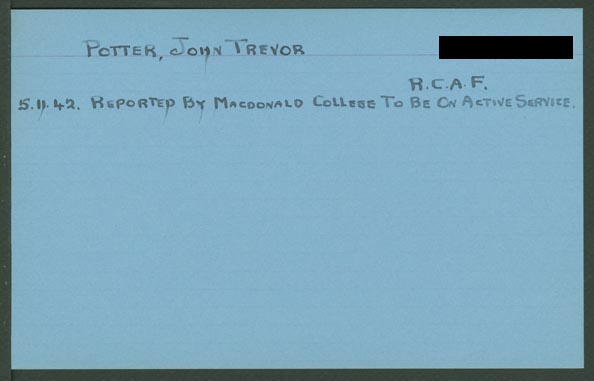 POTTER, JOHN TREVOR
R.C.A.F.
5.11.42. REPORTED BY MACDONALD COLLEGE TO BE ON ACTIVE SERVICE.